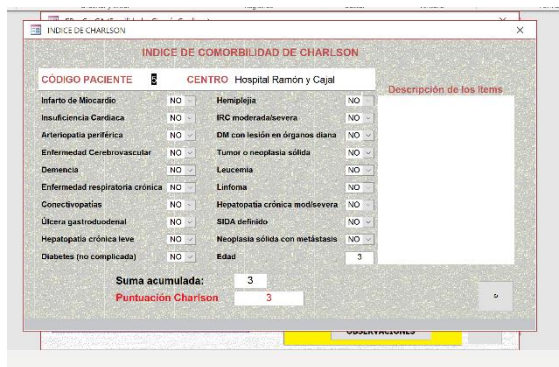 INDICE DE CHARLSON
INDICE DE COMORBILIDAD DE CHARLSON
CÓDIGO PACIENTE 5 CENTRO Hospital Ramón y Cajal
Descripción de los Items
Infarto de Miocardio NO Hemiplejia NO
Insuficiencia Cardiaca NO IRC moderada/severa NO
Arteriopatia periférica NO DM con lesión en órganos diana NO
Enfermedad Cerebrovascular NO Tumor o neoplasia sólida NO
Demencia NO Leucemia NO
Enfermedad respiratoria crónica NO Linfoma NO
Conectivopatias NO Hepatopatia crónica mod/severa NO
Úlcera gastroduodenal NO SIDA definido NO
Hepatopatia crónica leve NO Neoplasia sólida con metástasis NO
Diabetes (no complicada) NO Edad 3
Suma acumulada: 3
Puntuación Charlson 3
OBSERVACIONES